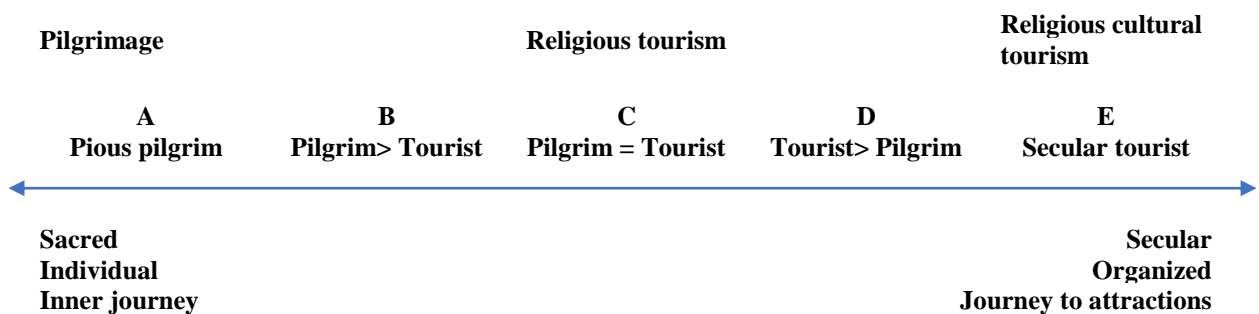 Pilgrimage Religious tourism Religious cultural
tourism
A B C D E
Pious pilgrim Pilgrim> Tourist Pilgrim = Tourist Tourist> Pilgrim Secular tourist
Sacred Secular
Individual Organized
Inner journey Journey to attractions